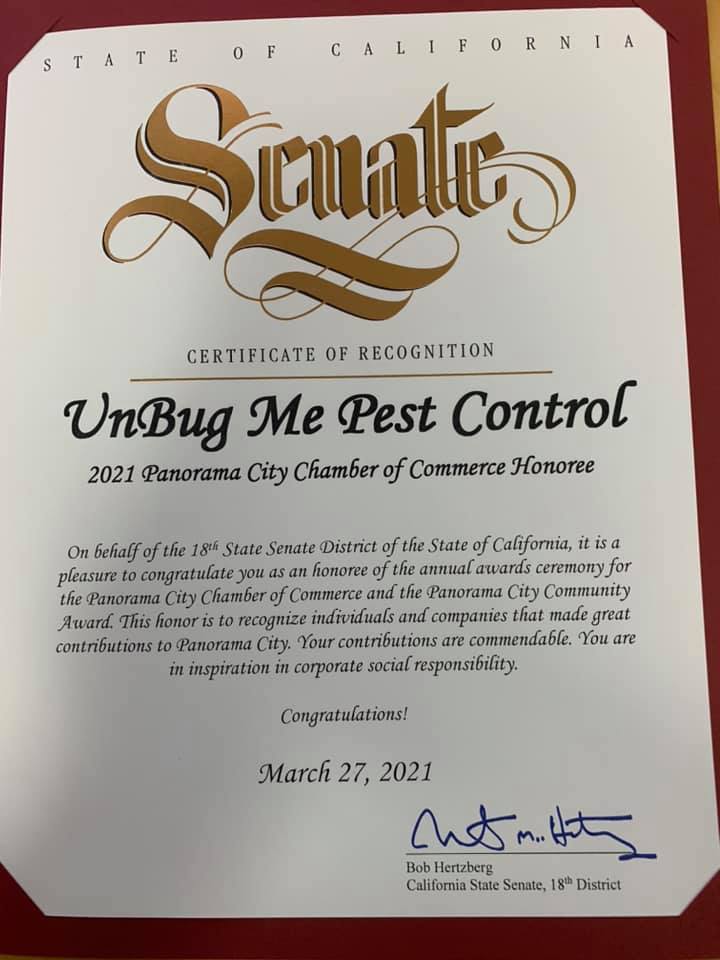 STATE OF CALIFORNIA
Senate
CERTIFICATE OF RECOGNITION
UnBug Me Pest Control
2021 Panorama City Chamber of Commerce Honoree
On behalf of the 18th State Senate District of the State of California, it is a
pleasure to congratulate you as an honoree of the annual awards ceremony for
the Panorama City Chamber of Commerce and the Panorama City Community
Award. This honor is to recognize individuals and companies that made great
contributions to Panorama City. Your contributions are commendable. You are
in inspiration in corporate social responsibility.
Congratulations!
March 27, 2021
Bob Hertzberg
California State Senate, 18th District